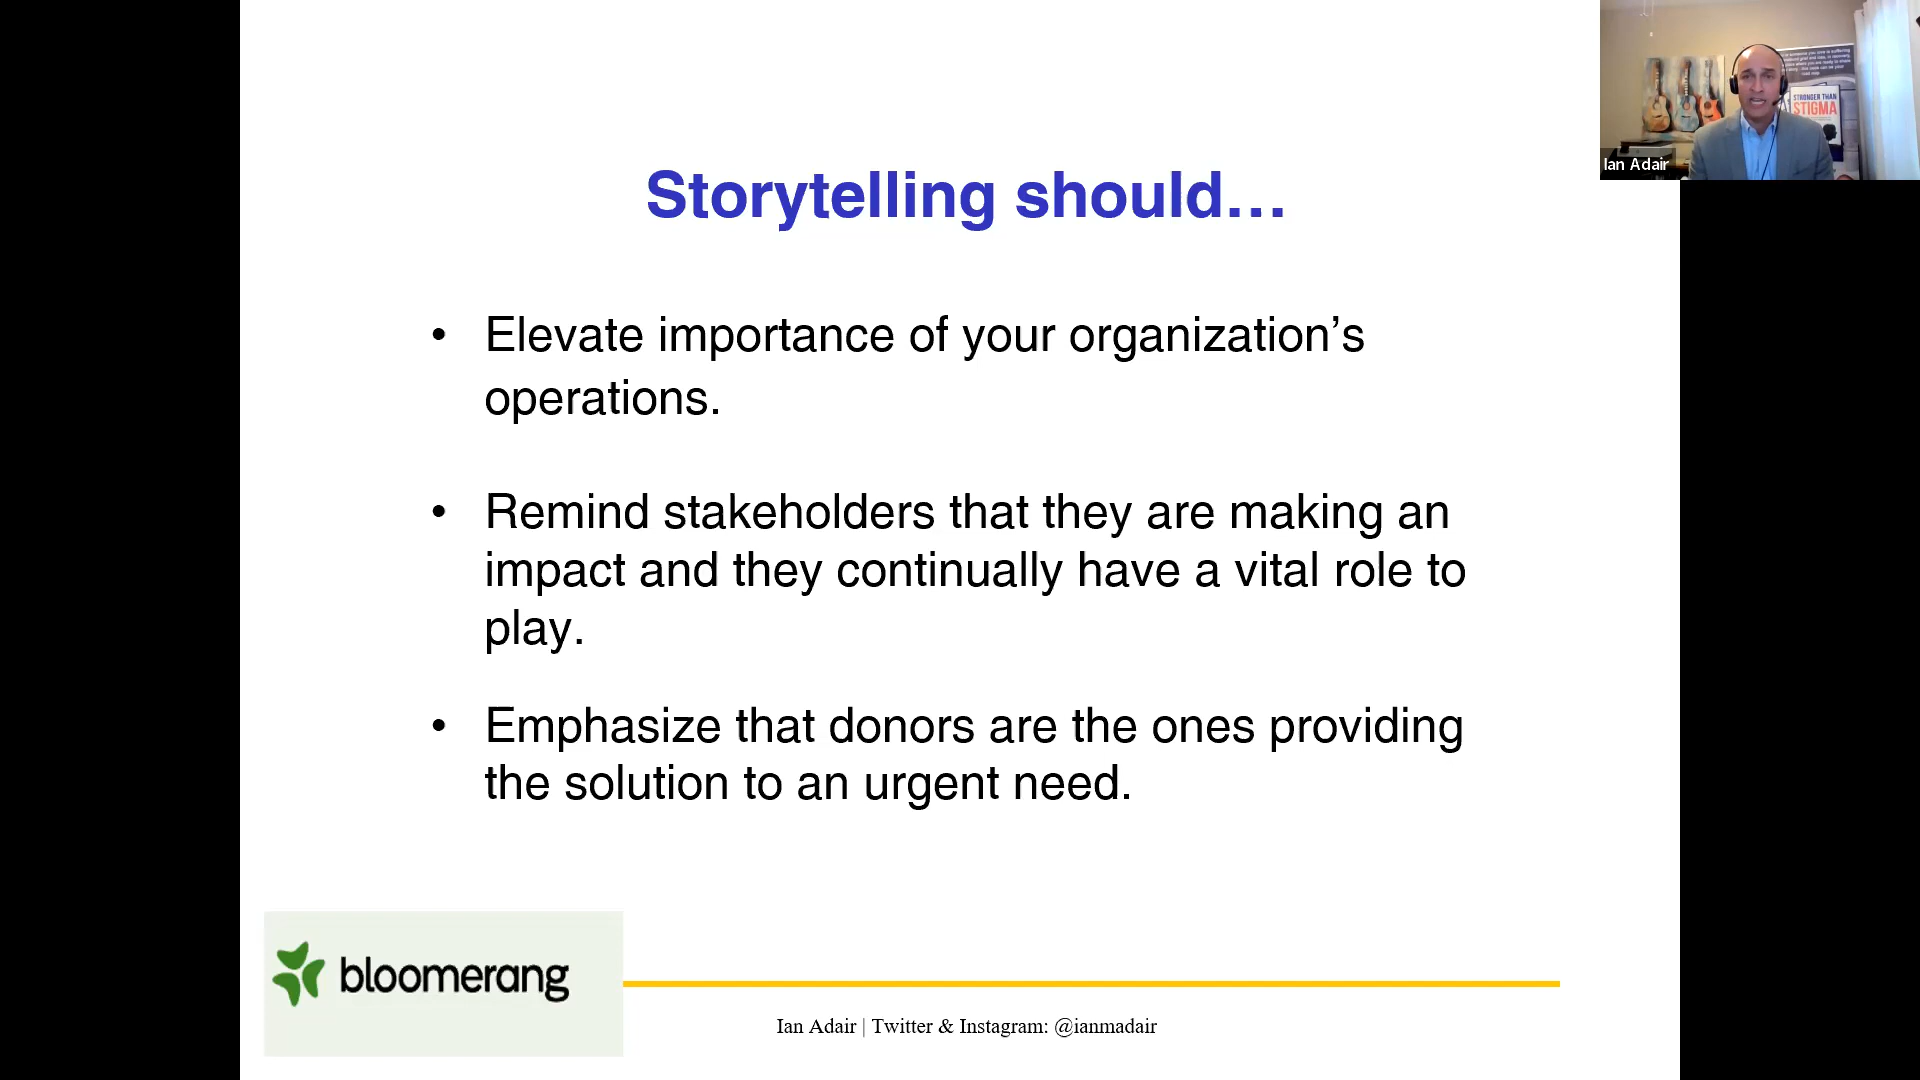 Storytelling should…
• Elevate importance of your organization’s
operations.
• Remind stakeholders that they are making an
impact and they continually have a vital role to
play.
• Emphasize that donors are the ones providing
the solution to an urgent need.
bloomerang
Ian Adair | Twitter & Instagram: @ianmadair
STRONGER THAN
STIGMA
Ian Adair